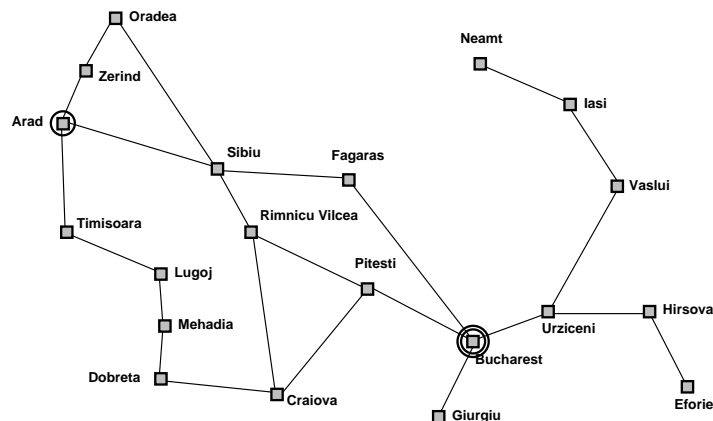 Oradea
Neamt
Zerind
Iasi
Arad
Sibiu
Fagaras
Vaslui
Timisoara
Rimnicu Vilcea
Pitesti
Lugoj
Hirsova
Mehadia
Urziceni
Bucharest
Dobreta
Craiova
Eforie
Giurgiu